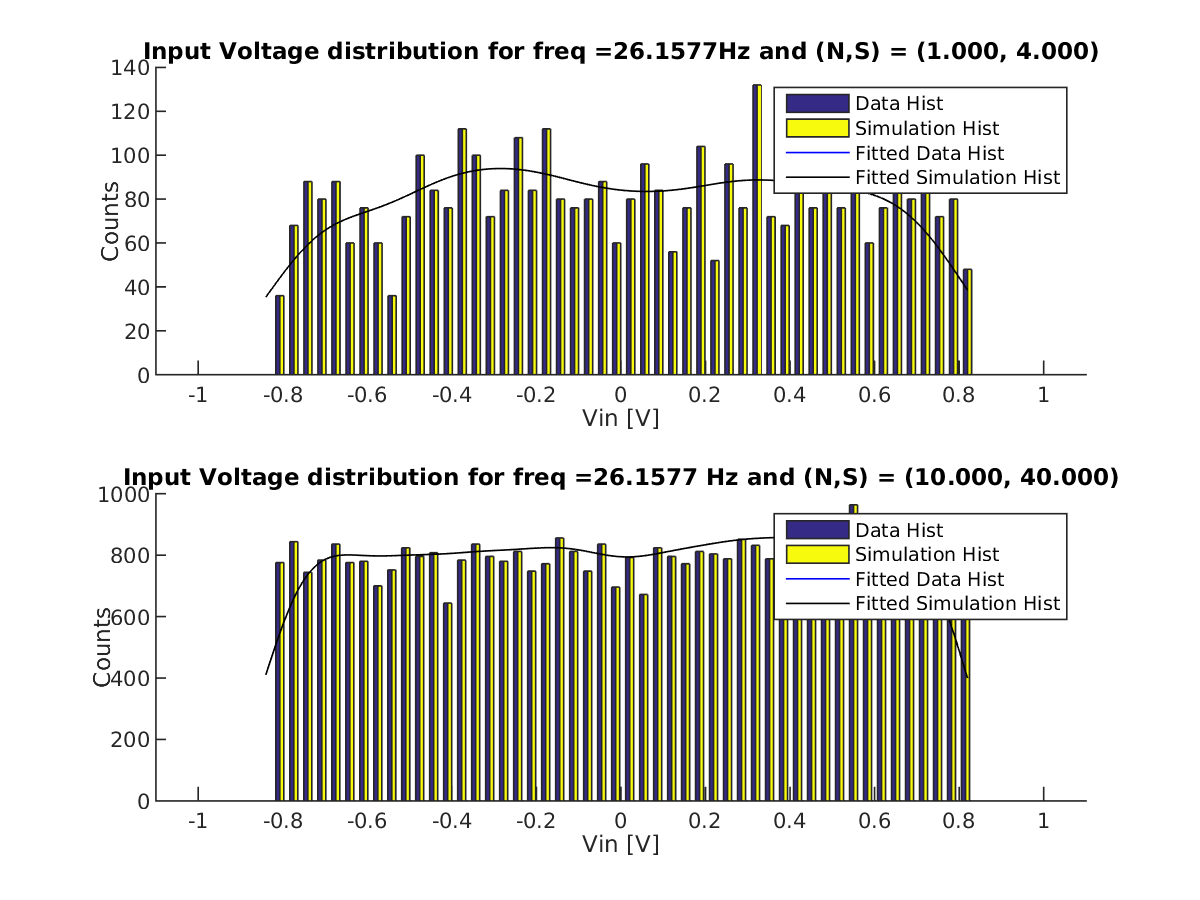 Input Voltage distribution for freq =26.1577Hz and (N,S) = (1.000, 4.000)
140
120
100
80
60
40
20
0
Counts
Data Hist
Simulation Hist
Fitted Data Hist
Fitted Simulation Hist
-1 -0.8 -0.6 -0.4 -0.2 0 0.2 0.4 0.6 0.8 1
Vin [V]
Input Voltage distribution for freq =26.1577 Hz and (N,S) = (10.000, 40.000)
1000
800
600
400
200
0
Counts
Data Hist
Simulation Hist
Fitted Data Hist
Fitted Simulation Hist
-1 -0.8 -0.6 -0.4 -0.2 0 0.2 0.4 0.6 0.8 1
Vin [V]